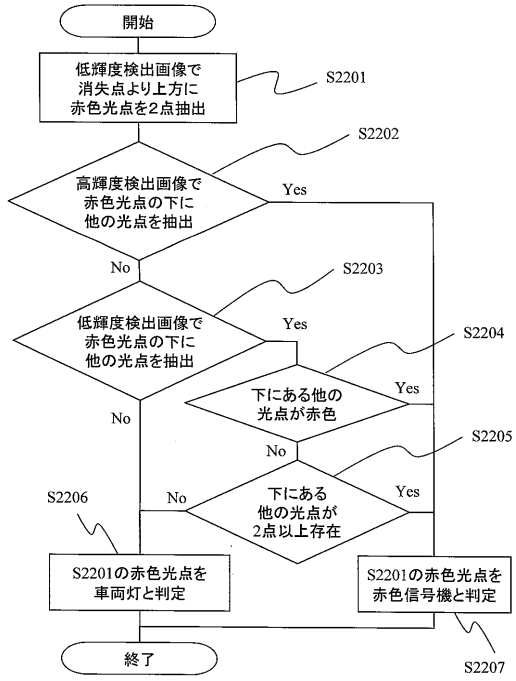 開始
低輝度検出画像で
消失点より上方に
赤色光点を2点抽出
S2201
S2202
高輝度検出画像で
赤色光点の下に
他の光点を抽出
Yes
No
S2203
低輝度検出画像で
赤色光点の下に
他の光点を抽出
Yes
S2204
下にある他の
光点が赤色
Yes
No
No
S2205
下にある
他の光点が
2点以上存在
Yes
No
S2206
S2201の赤色光点を
車両灯と判定
S2201の赤色光点を
赤色信号機と判定
S2207
終了